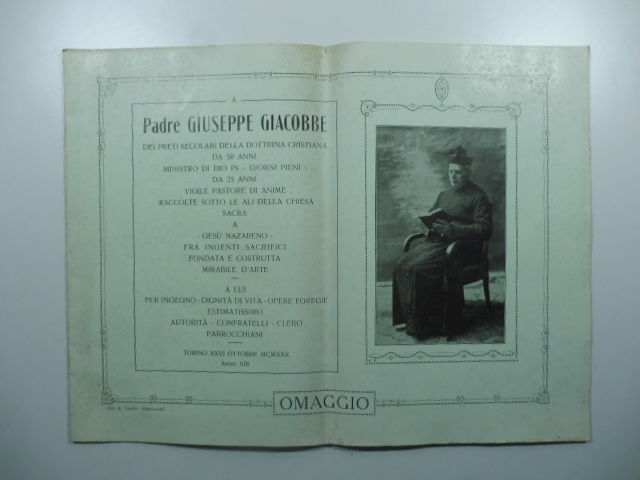 A
Padre GIUSEPPE GIACOBBE
DEI PRETI SECOLARI DELLA DOTTRINA CRISTIANA
DA 50 ANNI
MINISTRO DI DIO IN « GIORNI PIENI »
DA 25 ANNI
VIGILE PASTORE DI ANIME
RACCOLTE SOTTO LE ALI DELLA CHIESA
SACRA
A
« GESÙ NAZARENO »
FRA INGENTI SACRIFICI
FONDATA E COSTRUTTA
MIRABILE D'ARTE
A LUI
PER INGEGNO - DIGNITÀ DI VITA - OPERE EGREGIE
ESTIMATISSIMO
AUTORITÀ - CONFRATELLI - CLERO
PARROCCHIANI
TORINO XXVI OTTOBRE MCMXXX
ANNO VIII
OMAGGIO